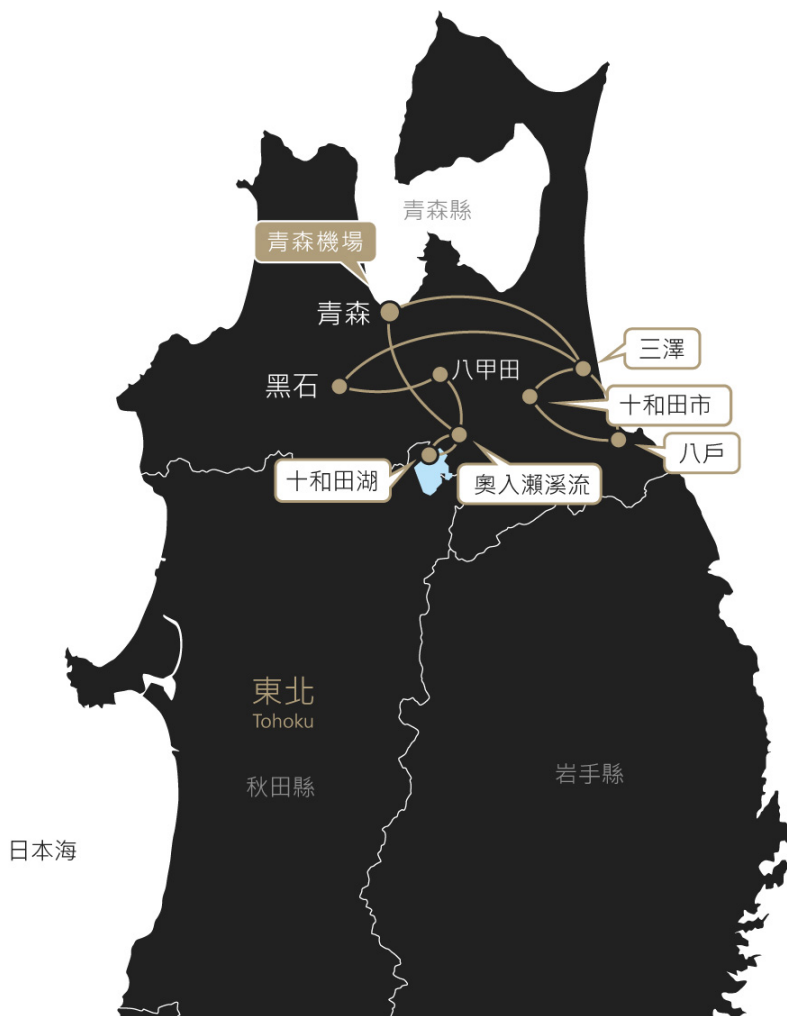 青森縣
青森機場
青森
三澤
八甲田
黑石
十和田市
八戶
十和田湖
奧入瀨溪流
東北
Tohoku
岩手縣
秋田縣
日本海